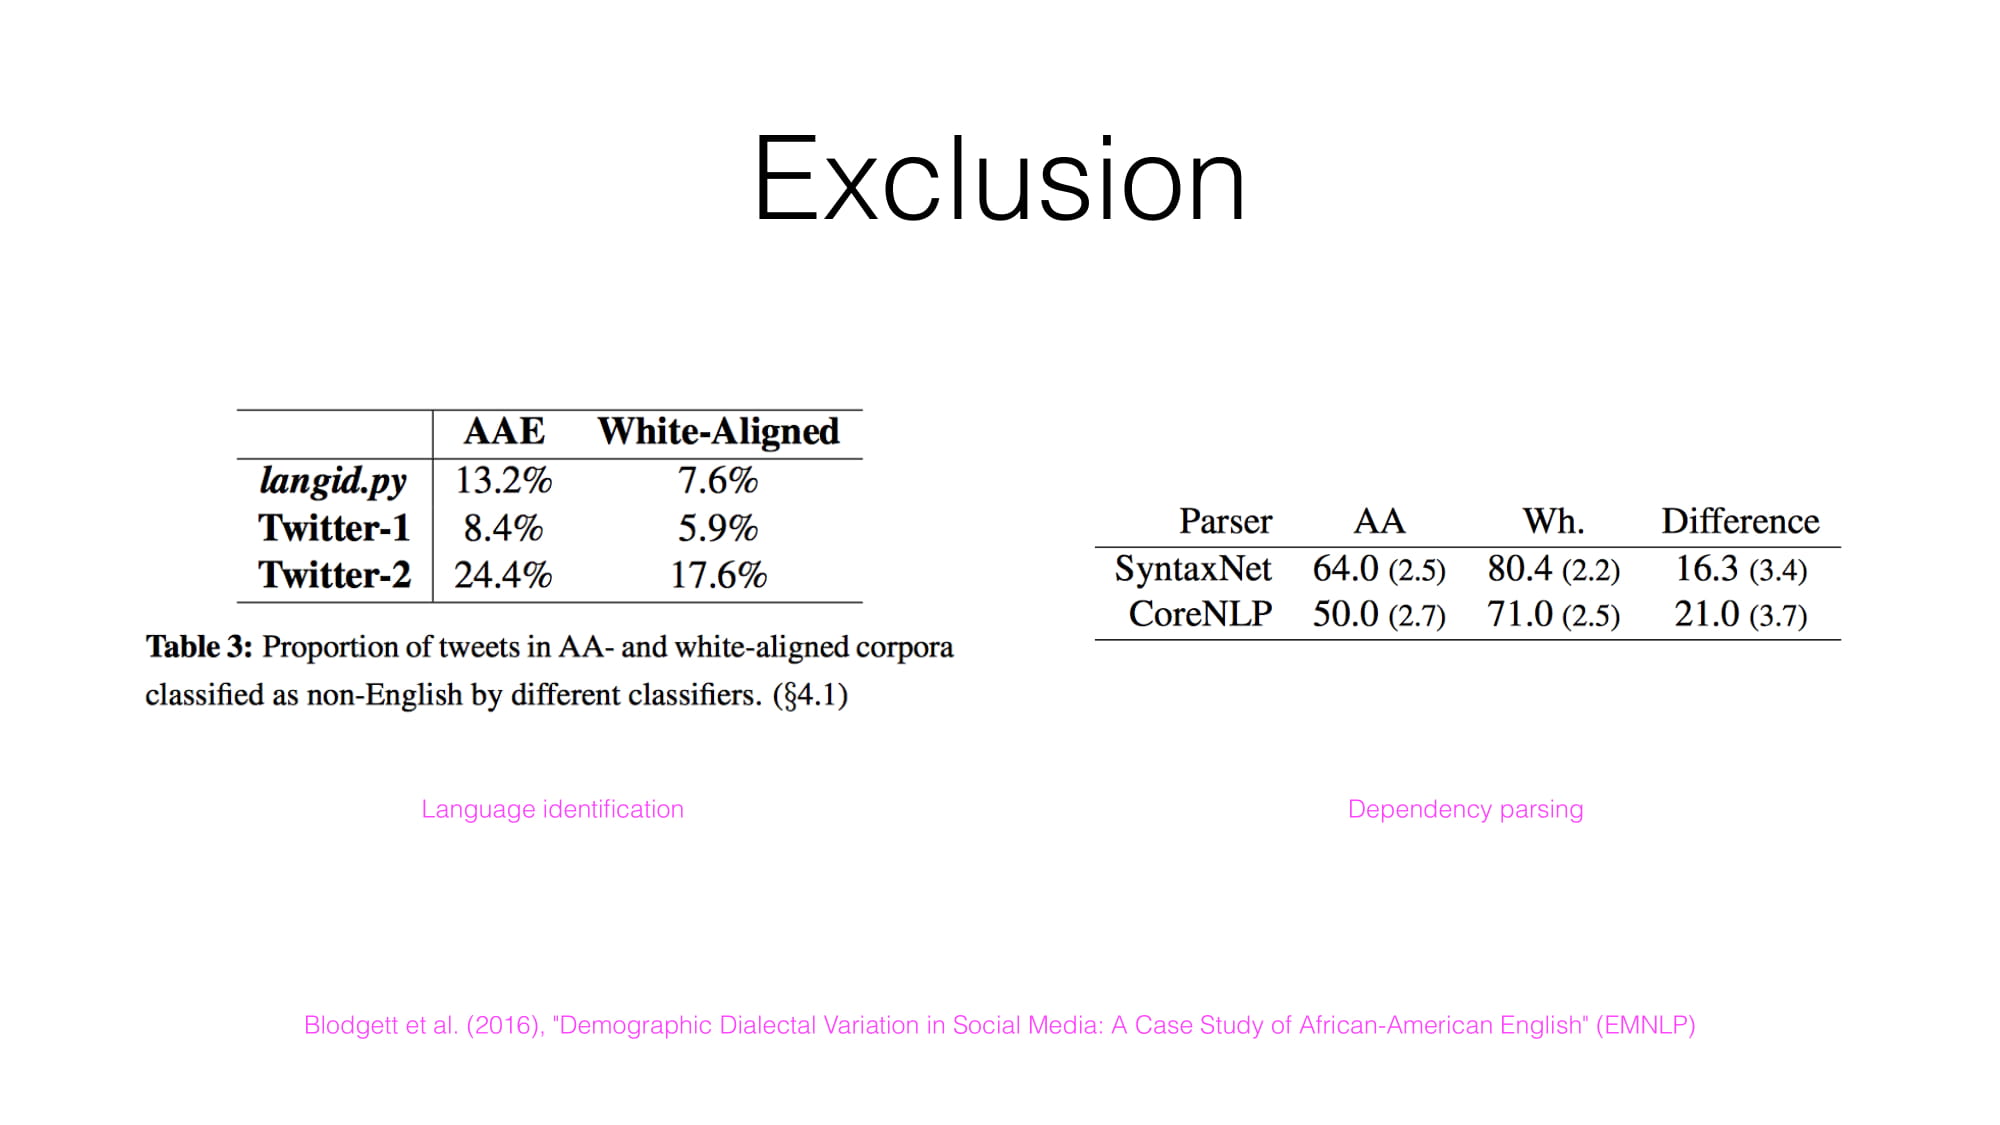 Exclusion
AAE White-Aligned
langid.py 13.2% 7.6%
Twitter-1 8.4% 5.9%
Twitter-2 24.4% 17.6%
Table 3: Proportion of tweets in AA- and white-aligned corpora
classified as non-English by different classifiers. (§4.1)
Language identification
Parser AA Wh. Difference
SyntaxNet 64.0 (2.5) 80.4 (2.2) 16.3 (3.4)
CoreNLP 50.0 (2.7) 71.0 (2.5) 21.0 (3.7)
Dependency parsing
Blodgett et al. (2016), "Demographic Dialectal Variation in Social Media: A Case Study of African-American English" (EMNLP)